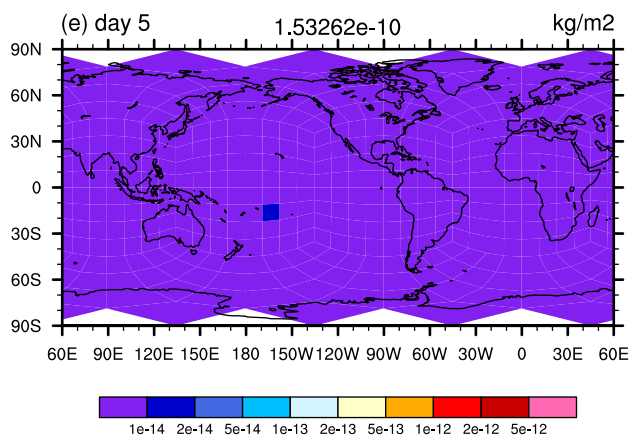 (e) day 5 1.53262e-10 kg/m2
90N
60N
30N
0
30S
60S
90S
60E 90E 120E 150E 180 150W 120W 90W 60W 30W 0 30E 60E
1e-14 2e-14 5e-14 1e-13 2e-13 5e-13 1e-12 2e-12 5e-12